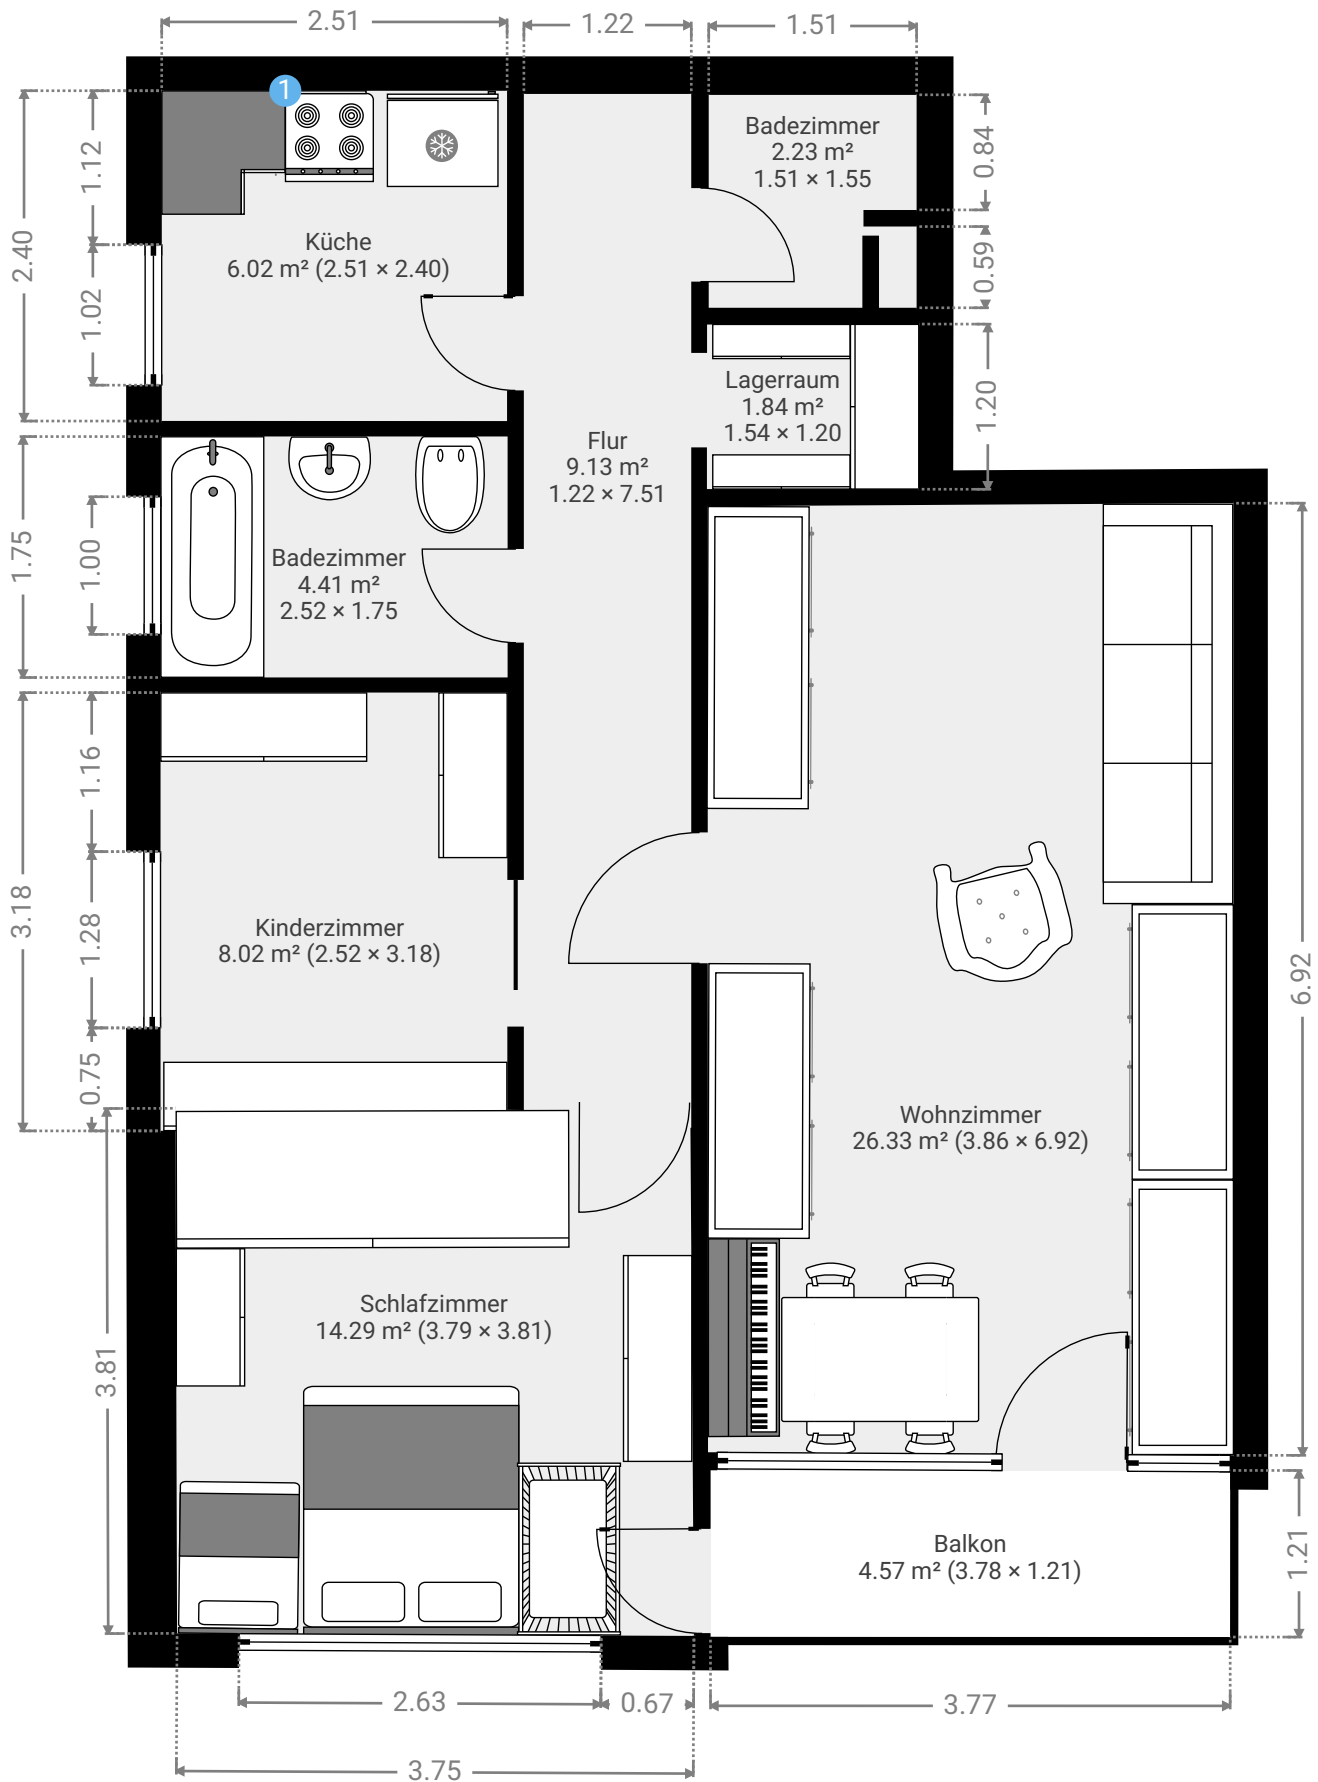 2.51
1.22
1.51
1
Badezimmer
2.23 m²
1.51 × 1.55
0.84
1.12
2.40
Küche
6.02 m² (2.51 × 2.40)
0.59
1.02
Lagerraum
1.84 m²
1.54 × 1.20
1.20
Flur
9.13 m²
1.22 × 7.51
1.75
1.00
Badezimmer
4.41 m²
2.52 × 1.75
1.16
3.18
1.28
Kinderzimmer
8.02 m² (2.52 × 3.18)
6.92
0.75
Wohnzimmer
26.33 m² (3.86 × 6.92)
Schlafzimmer
14.29 m² (3.79 × 3.81)
3.81
Balkon
4.57 m² (3.78 × 1.21)
1.21
2.63
0.67
3.77
3.75